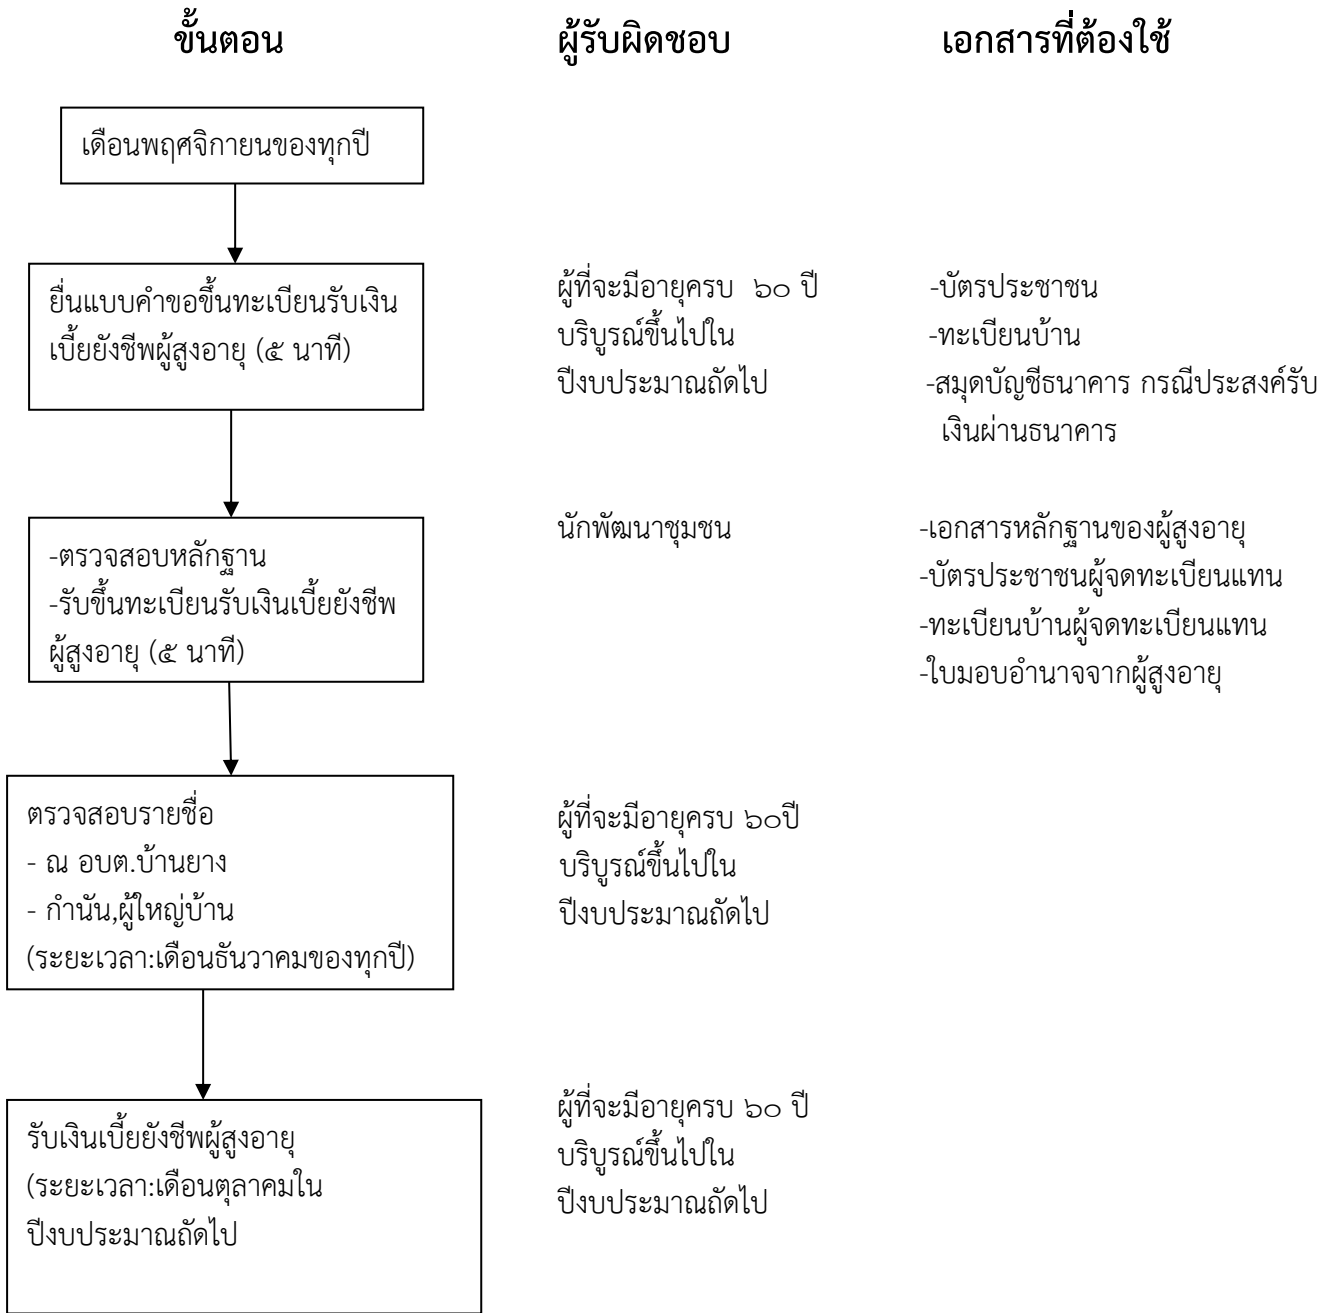 ขั้นตอน ผู้รับผิดชอบ เอกสารที่ต้องใช้
เดือนพฤศจิกายนของทุกปี
ยื่นแบบคำขอขึ้นทะเบียนรับเงิน
เบี้ยยังชีพผู้สูงอายุ (๕ นาที)
ผู้ที่จะมีอายุครบ ๖๐ ปี
บริบูรณ์ขึ้นไปใน
ปีงบประมาณถัดไป
-บัตรประชาชน
-ทะเบียนบ้าน
-สมุดบัญชีธนาคาร กรณีประสงค์รับ
เงินผ่านธนาคาร
-ตรวจสอบหลักฐาน
-รับขึ้นทะเบียนรับเงินเบี้ยยังชีพ
ผู้สูงอายุ (๕ นาที)
นักพัฒนาชุมชน
-เอกสารหลักฐานของผู้สูงอายุ
-บัตรประชาชนผู้จดทะเบียนแทน
-ทะเบียนบ้านผู้จดทะเบียนแทน
-ใบมอบอำนาจจากผู้สูงอายุ
ตรวจสอบรายชื่อ
- ณ อบต.บ้านยาง
- กำนัน,ผู้ใหญ่บ้าน
(ระยะเวลา:เดือนธันวาคมของทุกปี)
ผู้ที่จะมีอายุครบ ๖๐ปี
บริบูรณ์ขึ้นไปใน
ปีงบประมาณถัดไป
รับเงินเบี้ยยังชีพผู้สูงอายุ
(ระยะเวลา:เดือนตุลาคมใน
ปีงบประมาณถัดไป
ผู้ที่จะมีอายุครบ ๖๐ ปี
บริบูรณ์ขึ้นไปใน
ปีงบประมาณถัดไป